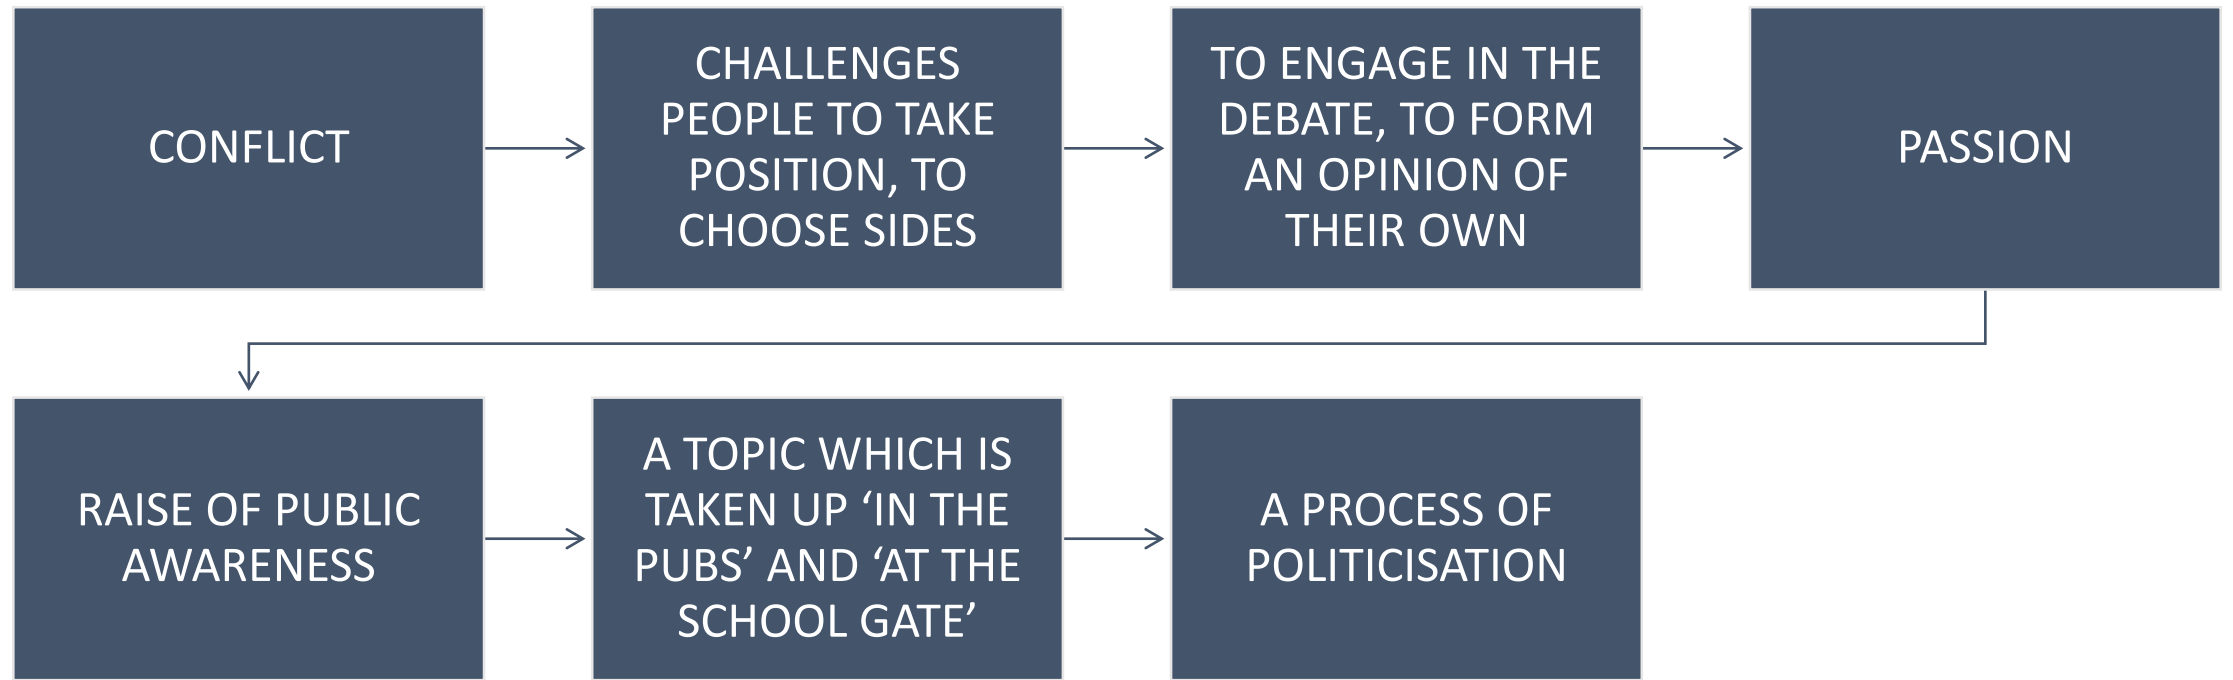 CONFLICT
CHALLENGES
PEOPLE TO TAKE
POSITION, TO
CHOOSE SIDES
TO ENGAGE IN THE
DEBATE, TO FORM
AN OPINION OF
THEIR OWN
PASSION
RAISE OF PUBLIC
AWARENESS
A TOPIC WHICH IS
TAKEN UP ‘IN THE
PUBS’ AND ‘AT THE
SCHOOL GATE’
A PROCESS OF
POLITICISATION